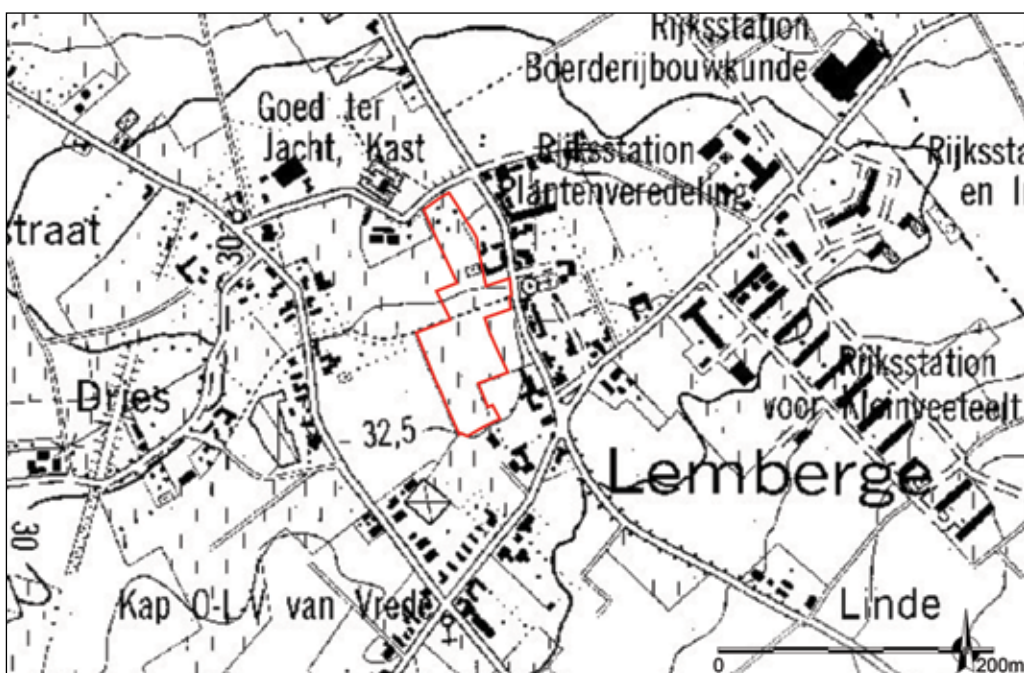 Rijksstation
Boerderijbouwkunde
Goed ter
Jacht, Kast
Rijksstation
Plantenveredeling
Rijkssta
en I
straat
30
Dries
Rijksstation
voor Kleinveeteelt
32,5
Lemberge
30
Kap O-L-V van Vrede
Linde
0
200m